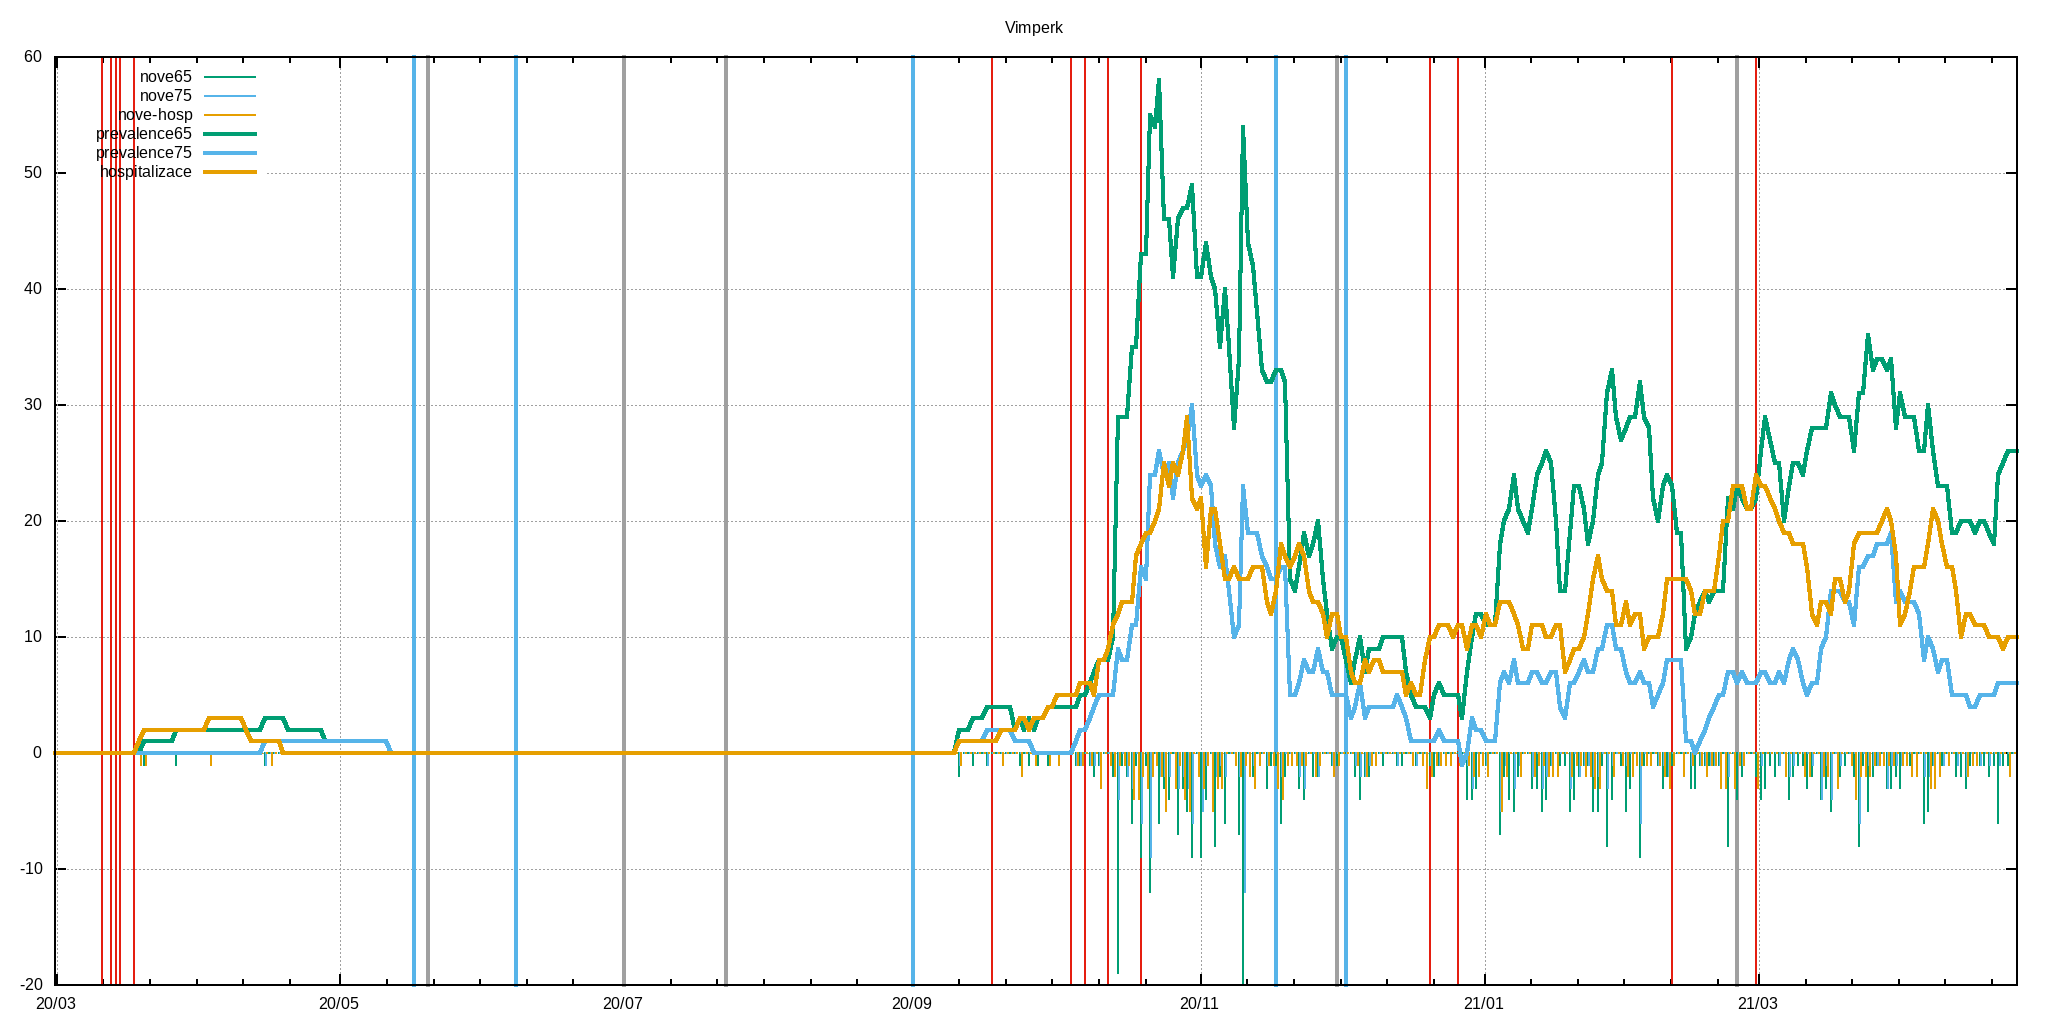 Vimperk
60
50
40
30
20
10
0
-10
-20
nove65
nove75
nove-hosp
prevalence65
prevalence75
hospitalizace
20/03 20/05 20/07 20/09 20/11 21/01 21/03